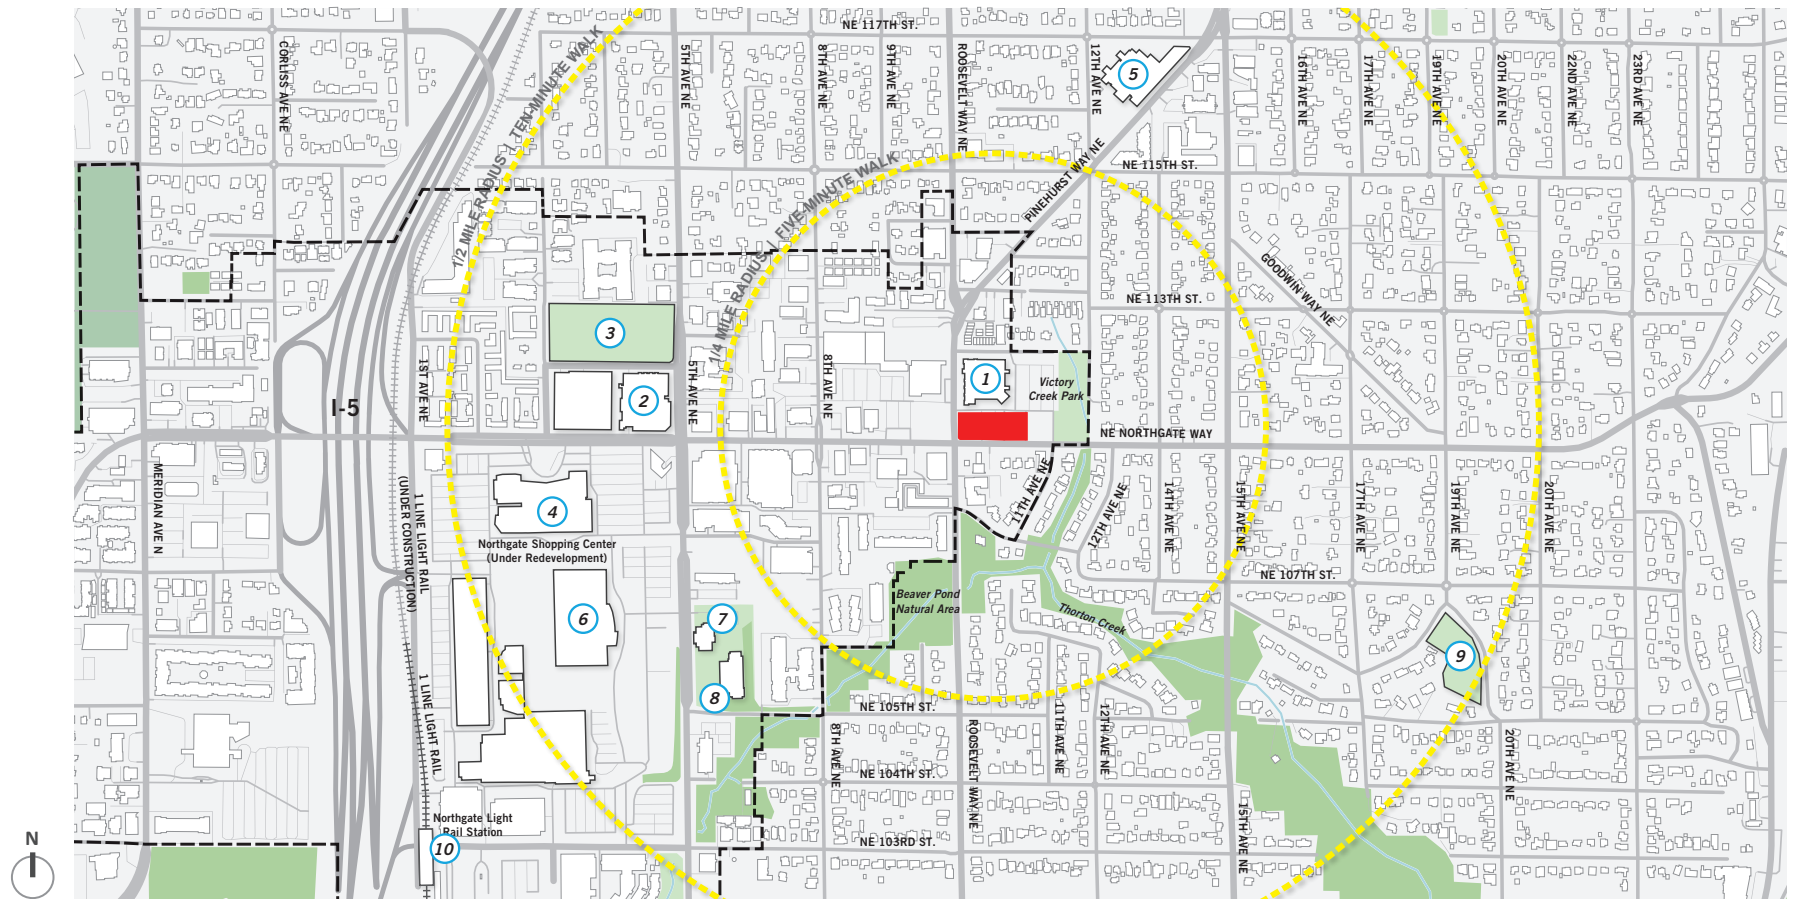 NE 117TH ST.
CORLISS AVE NE
5TH AVE NE
8TH AVE NE
9TH AVE NE
ROOSEVELT WAY NE
12TH AVE NE
5
16TH AVE NE
17TH AVE NE
19TH AVE NE
20TH AVE NE
22ND AVE NE
23RD AVE NE
1/2 MILE RADIUS | TEN-MINUTE WALK
1/4 MILE RADIUS | FIVE-MINUTE WALK
PINEHURST WAY NE
NE 115TH ST.
GOODWIN WAY NE
NE 113TH ST.
3
1ST AVE NE
5TH AVE NE
8TH AVE NE
1
2
Victory
Creek Park
I-5
NE NORTHGATE WAY
MERIDIAN AVE N
1 LINE LIGHT RAIL
(UNDER CONSTRUCTION)
4
Northgate Shopping Center
(Under Redevelopment)
11TH AVE NE
12TH AVE NE
14TH AVE NE
15TH AVE NE
17TH AVE NE
19TH AVE NE
20TH AVE NE
NE 107TH ST.
Beaver Pond
Natural Area
Thorton Creek
6
7
8
9
1 LINE LIGHT RAIL
NE 105TH ST.
8TH AVE NE
ROOSEVELT WAY NE
11TH AVE NE
12TH AVE NE
20TH AVE NE
NE 104TH ST.
15TH AVE NE
Northgate Light
Rail Station
10
NE 103RD ST.
N